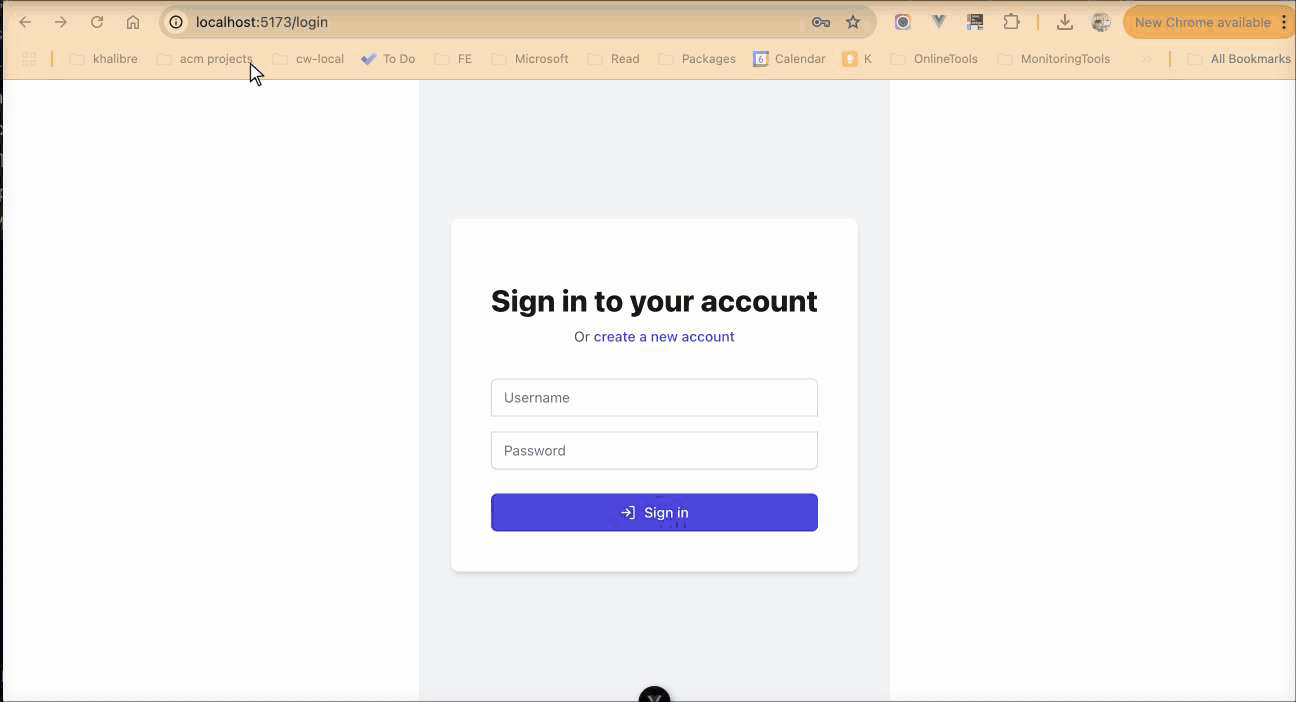 localhost:5173/login
New Chrome available
khalibre acm projects cw-local To Do FE Microsoft Read Packages 6 Calendar K OnlineTools MonitoringTools » All Bookmarks
Sign in to your account
Or create a new account
Username
Password
Sign in